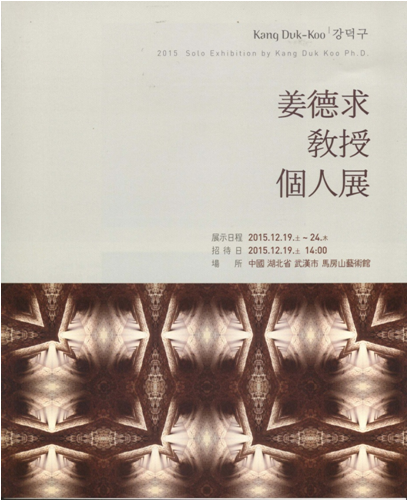 Kang Duk-Koo | 강덕구
2015 Solo Exhibition by Kang Duk Koo Ph.D.
姜德求
敎授
個人展
展示日程 2015.12.19.土 ~ 24.木
招待日 2015.12.19.土 14:00
場所 中國 湖北省 武漢市 馬房山藝術館